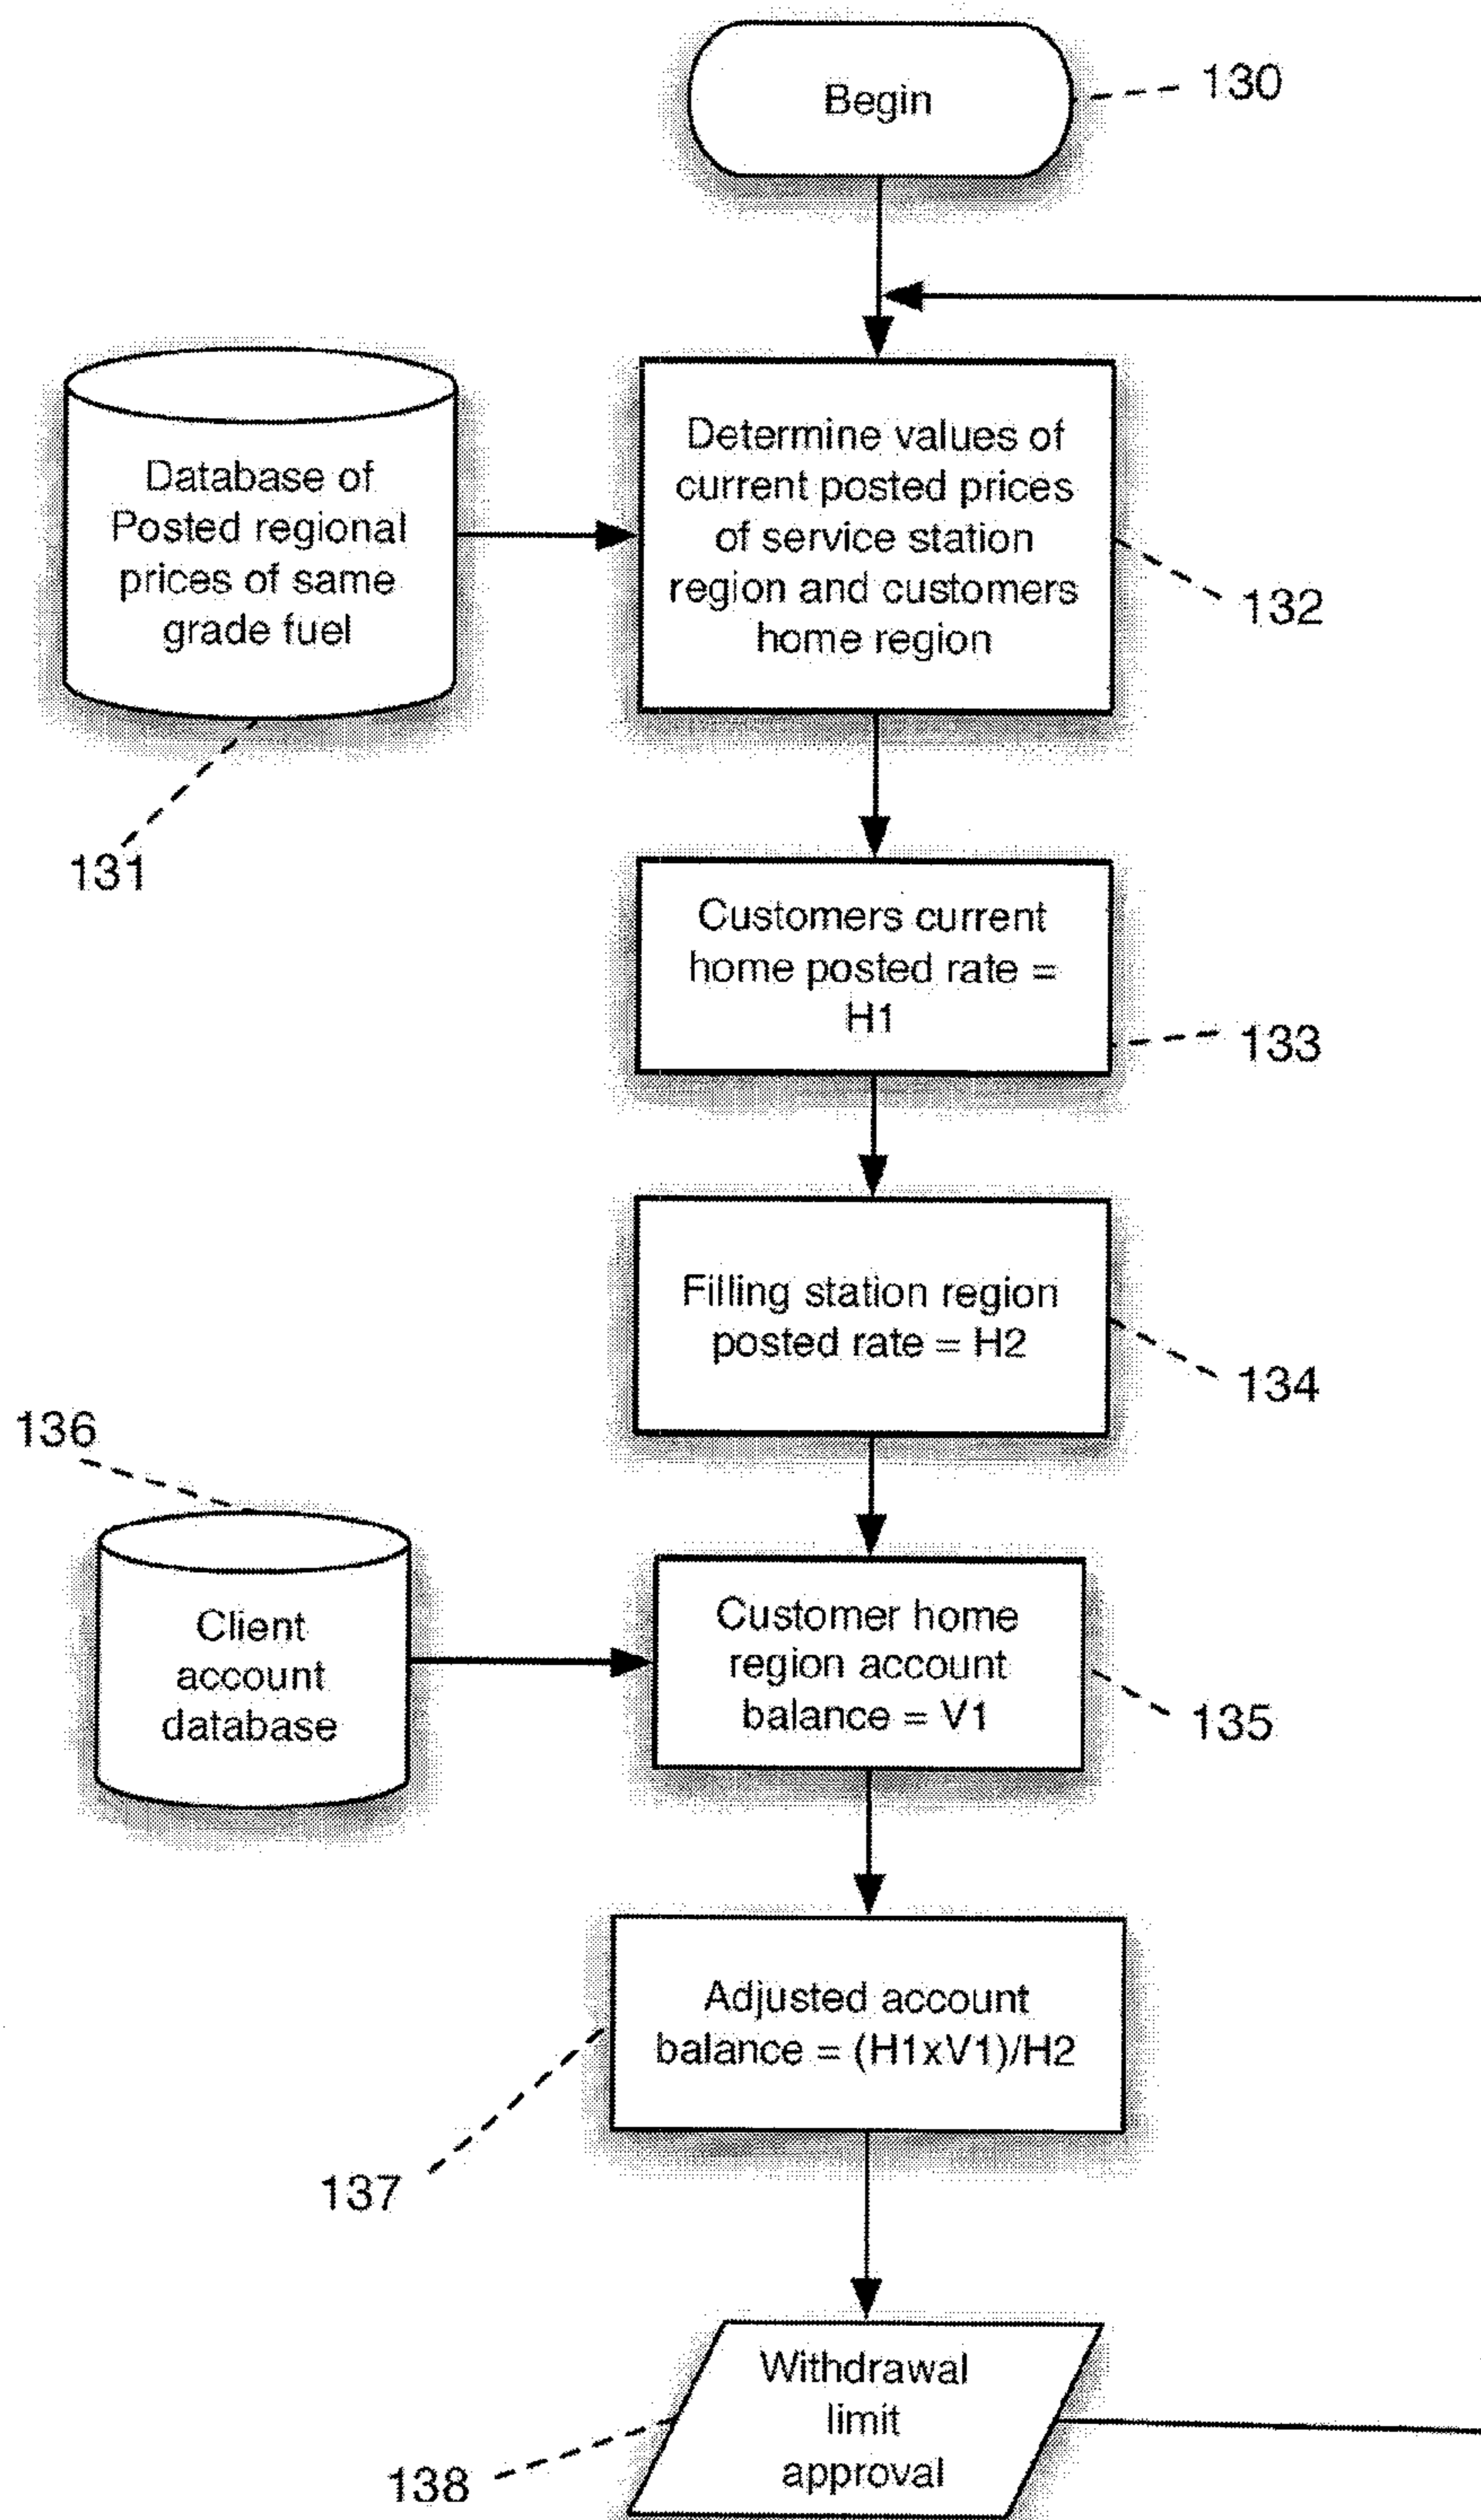 Begin
130
Database of
Posted regional
prices of same
grade fuel
131
Determine values of
current posted prices
of service station
region and customers
home region
132
Customers current
home posted rate =
H1
133
Filling station region
posted rate = H2
134
136
Client
account
database
Customer home
region account
balance = V1
135
Adjusted account
balance = (H1xV1)/H2
137
Withdrawal
limit
approval
138